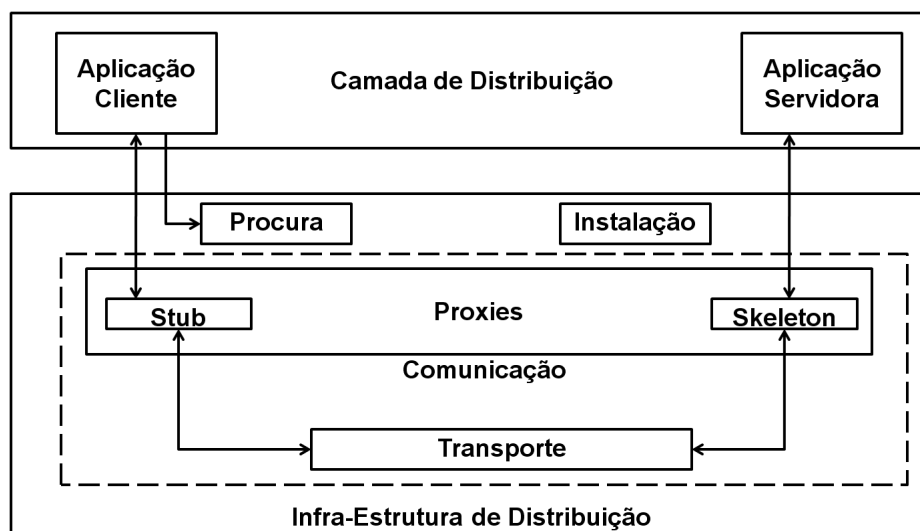 Aplicação
Cliente
Camada de Distribuição
Aplicação
Servidora
Procura
Instalação
Stub
Proxies
Skeleton
Comunicação
Transporte
Infra-Estrutura de Distribuição